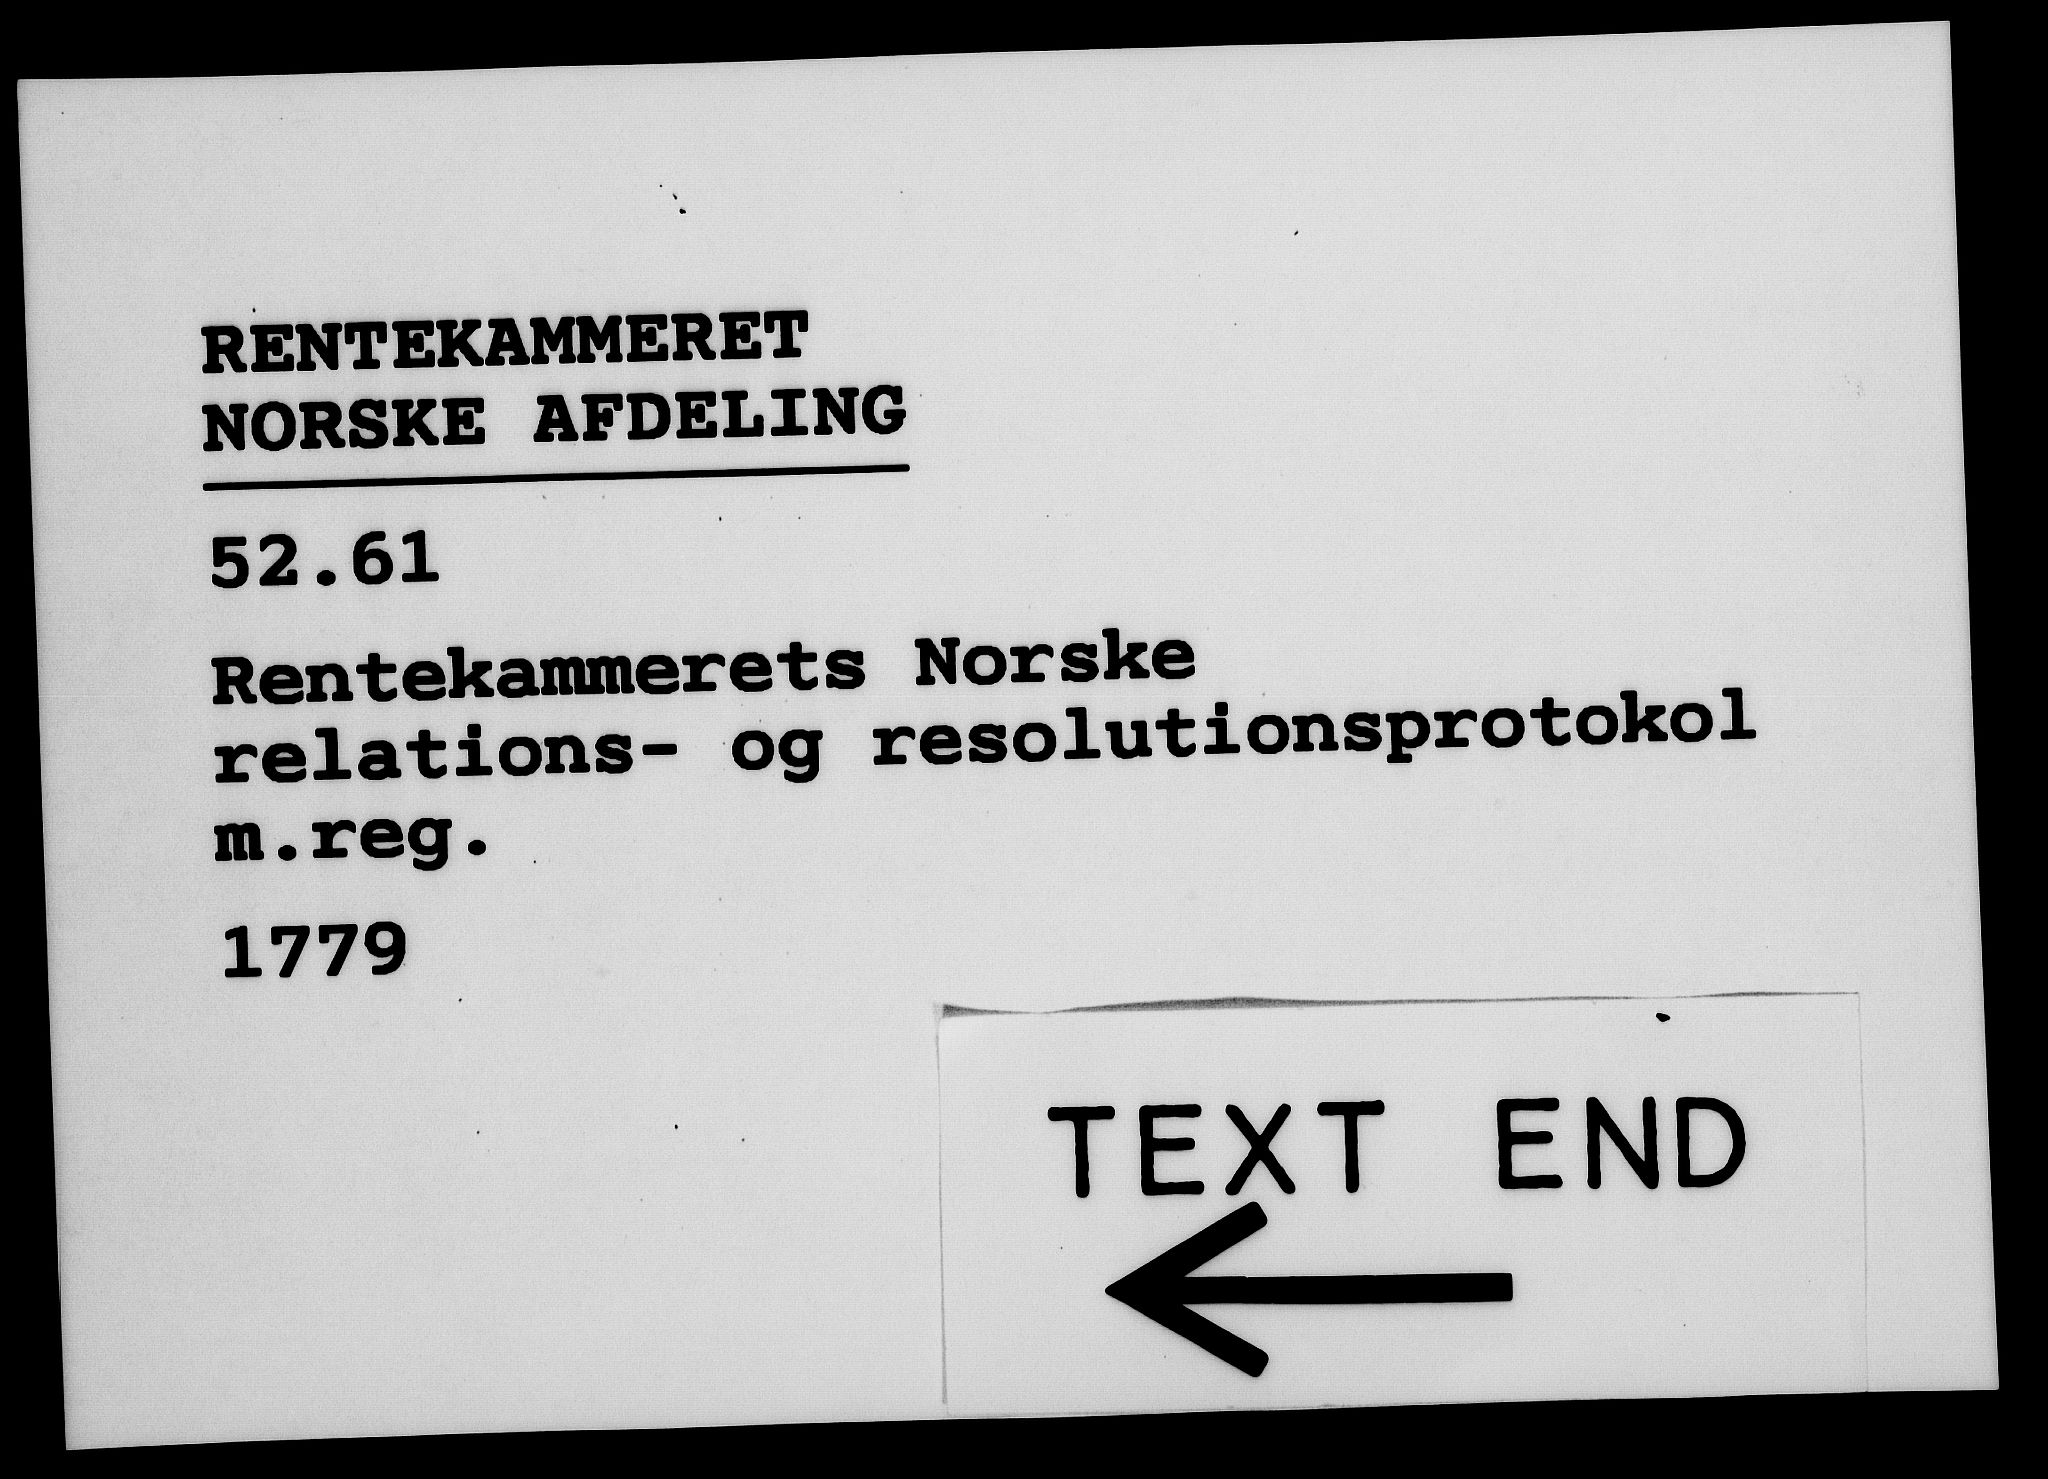 RENTEKAMMERET
NORSKE AFDELING
52.61
Rentekammerets Norske
relations- og resolutionsprotokol
m.reg.
1779
TEXT END